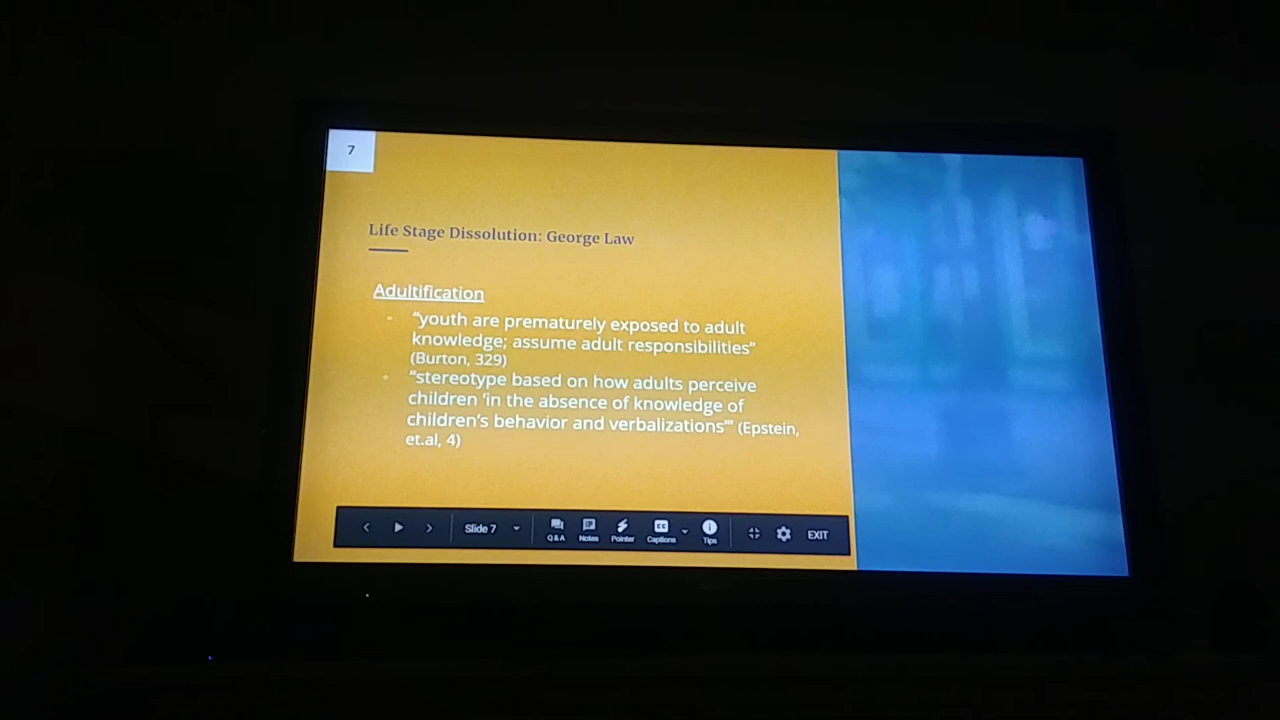 7
Life Stage Dissolution: George Law
Adultification
- "youth are prematurely exposed to adult
knowledge; assume adult responsibilities"
(Burton, 329)
- "stereotype based on how adults perceive
children 'in the absence of knowledge of
children's behavior and verbalizations'" (Epstein,
et.al, 4)
Slide 7
Q&A Notes Pointer CC Captions Tips EXIT